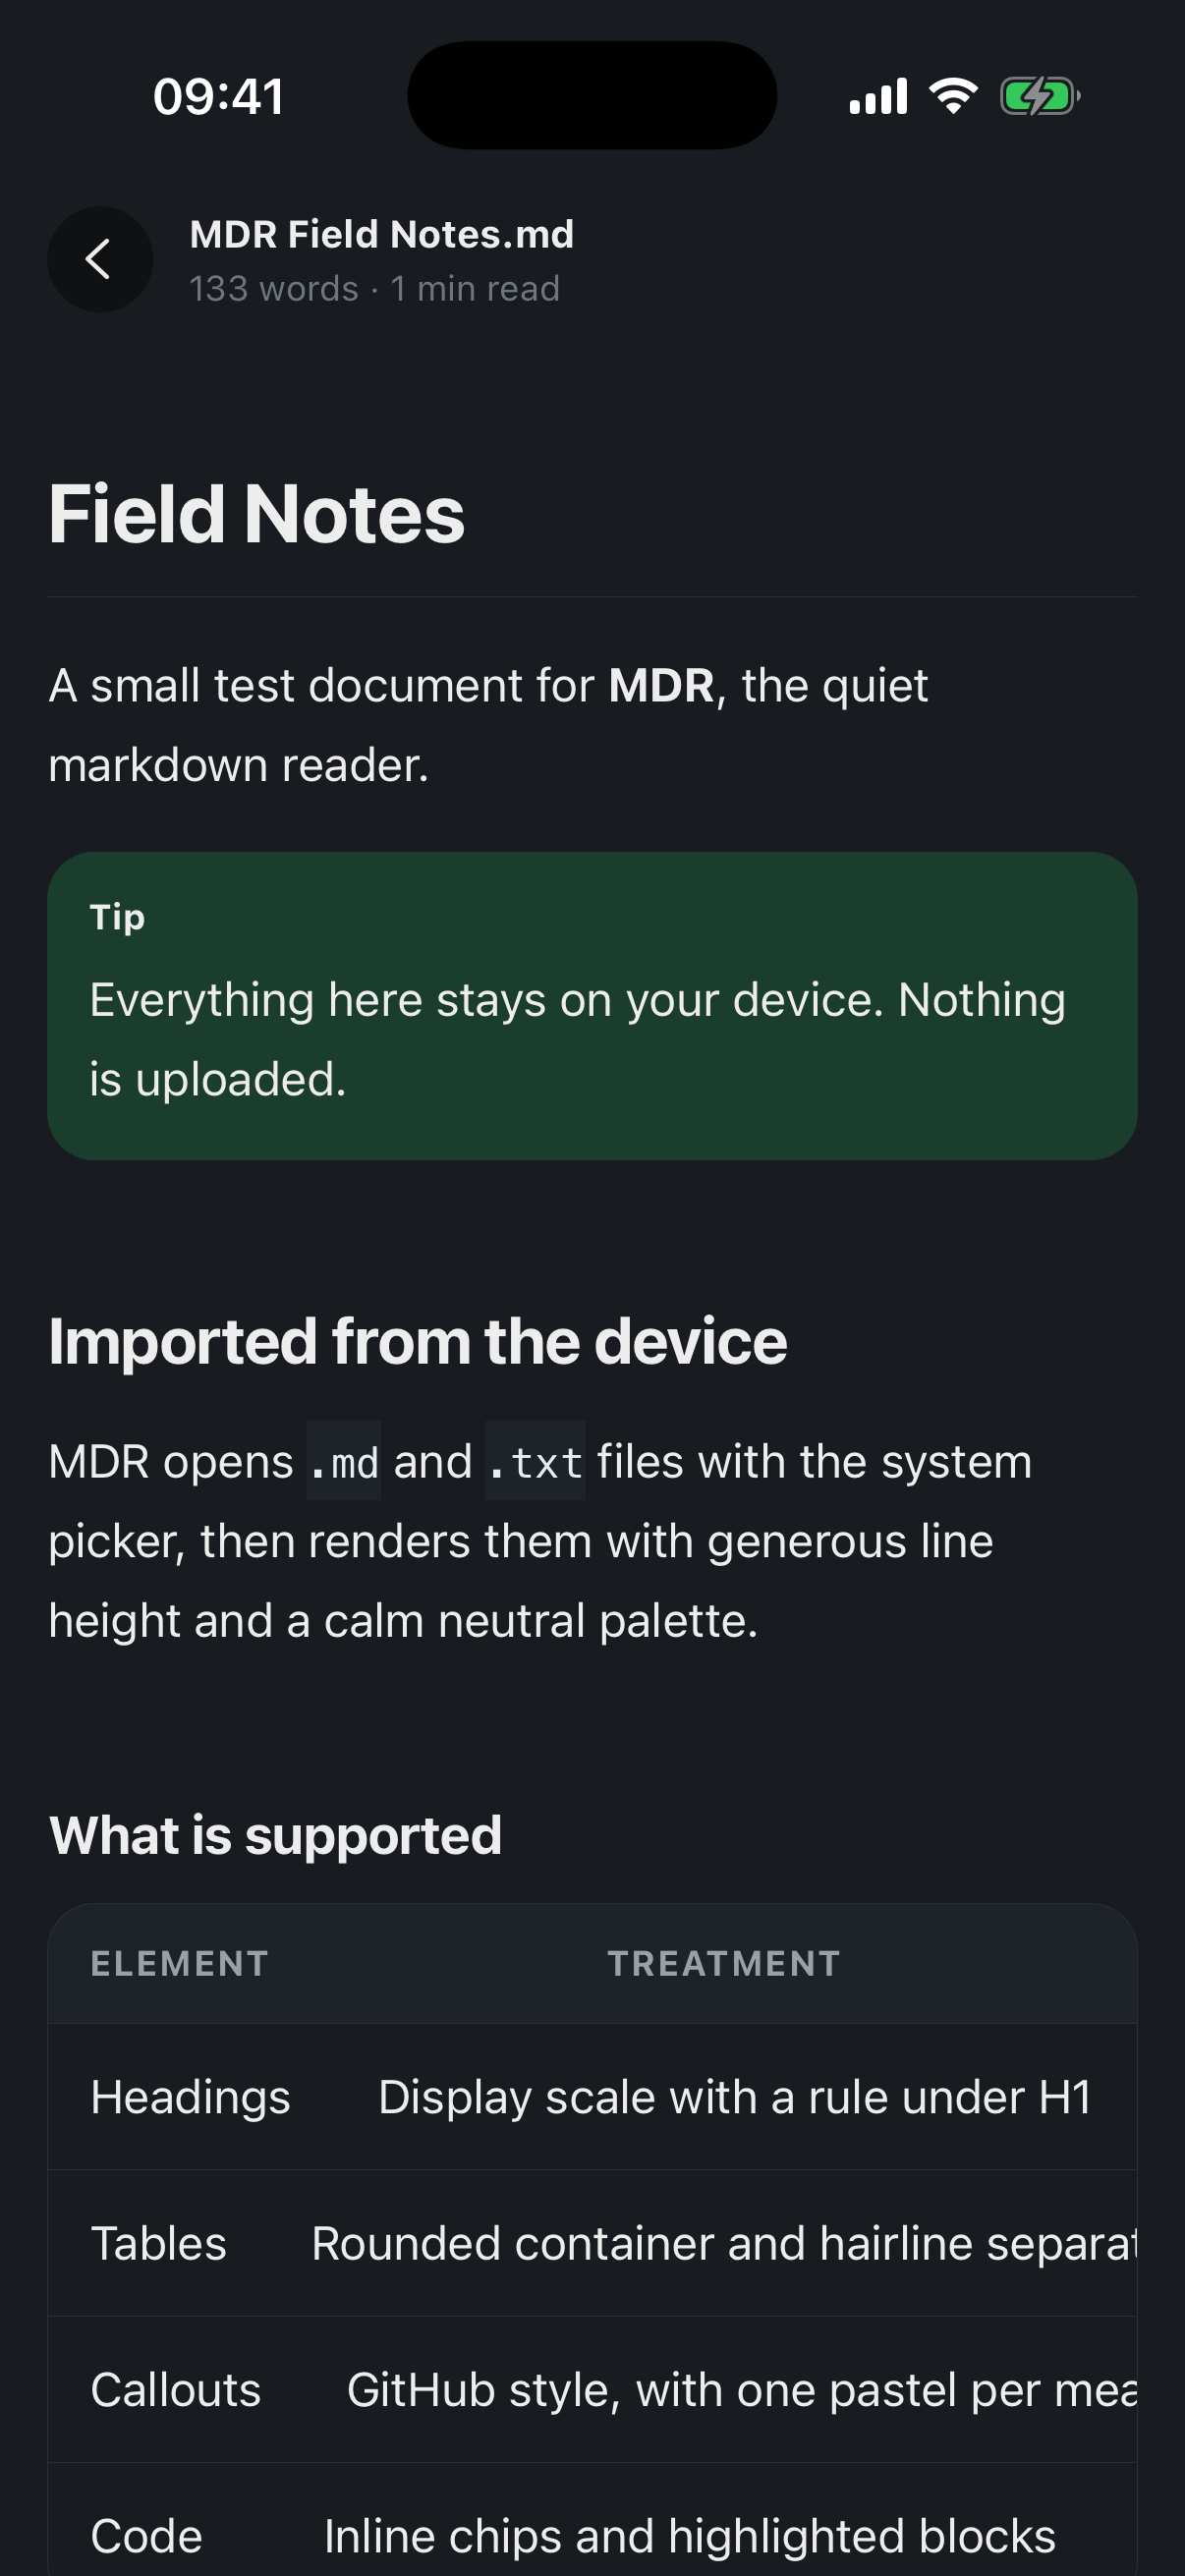 09:41
MDR Field Notes.md
133 words · 1 min read
Field Notes
A small test document for MDR, the quiet
markdown reader.
Tip
Everything here stays on your device. Nothing
is uploaded.
Imported from the device
MDR opens .md and .txt files with the system
picker, then renders them with generous line
height and a calm neutral palette.
What is supported
ELEMENT TREATMENT
Headings Display scale with a rule under H1
Tables Rounded container and hairline separat
Callouts GitHub style, with one pastel per mea
Code Inline chips and highlighted blocks